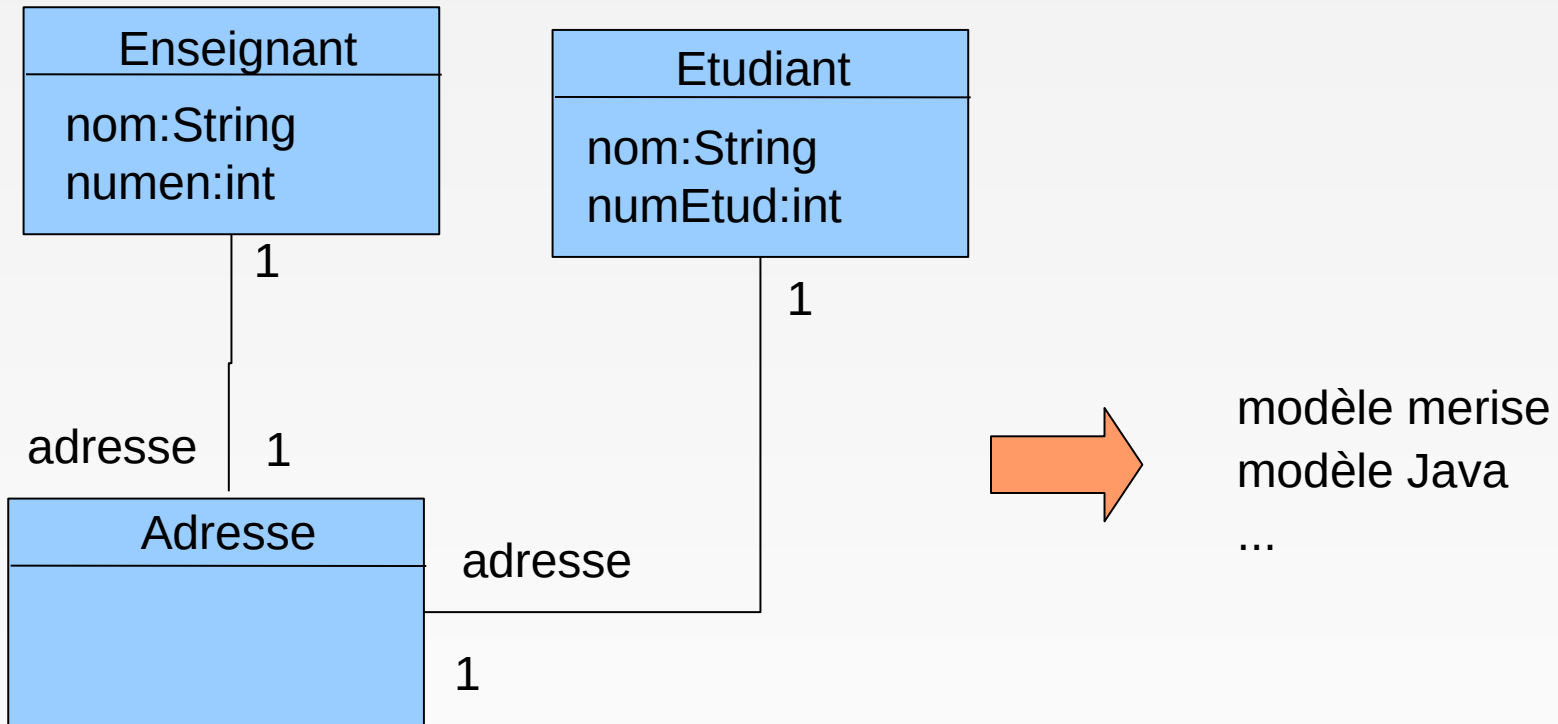 Enseignant
nom:String
numen:int
1
adresse
1
Adresse
Etudiant
nom:String
numEtud:int
1
adresse
1
modèle merise
modèle Java
...